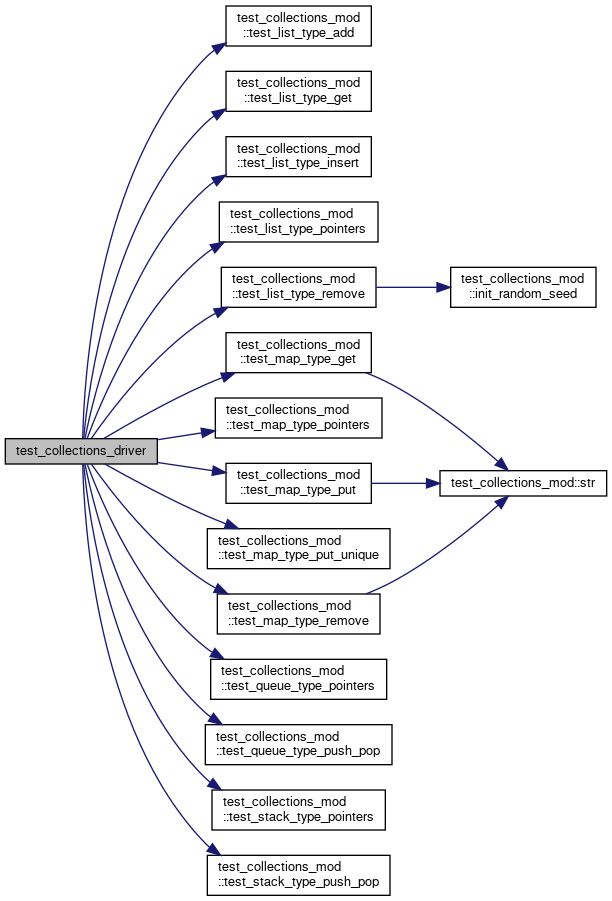 test_collections_mod
::test_list_type_add
test_collections_mod
::test_list_type_get
test_collections_mod
::test_list_type_insert
test_collections_mod
::test_list_type_pointers
test_collections_mod
::test_list_type_remove
test_collections_mod
::init_random_seed
test_collections_mod
::test_map_type_get
test_collections_mod
::test_map_type_pointers
test_collections_driver
test_collections_mod
::test_map_type_put
test_collections_mod::str
test_collections_mod
::test_map_type_put_unique
test_collections_mod
::test_map_type_remove
test_collections_mod
::test_queue_type_pointers
test_collections_mod
::test_queue_type_push_pop
test_collections_mod
::test_stack_type_pointers
test_collections_mod
::test_stack_type_push_pop